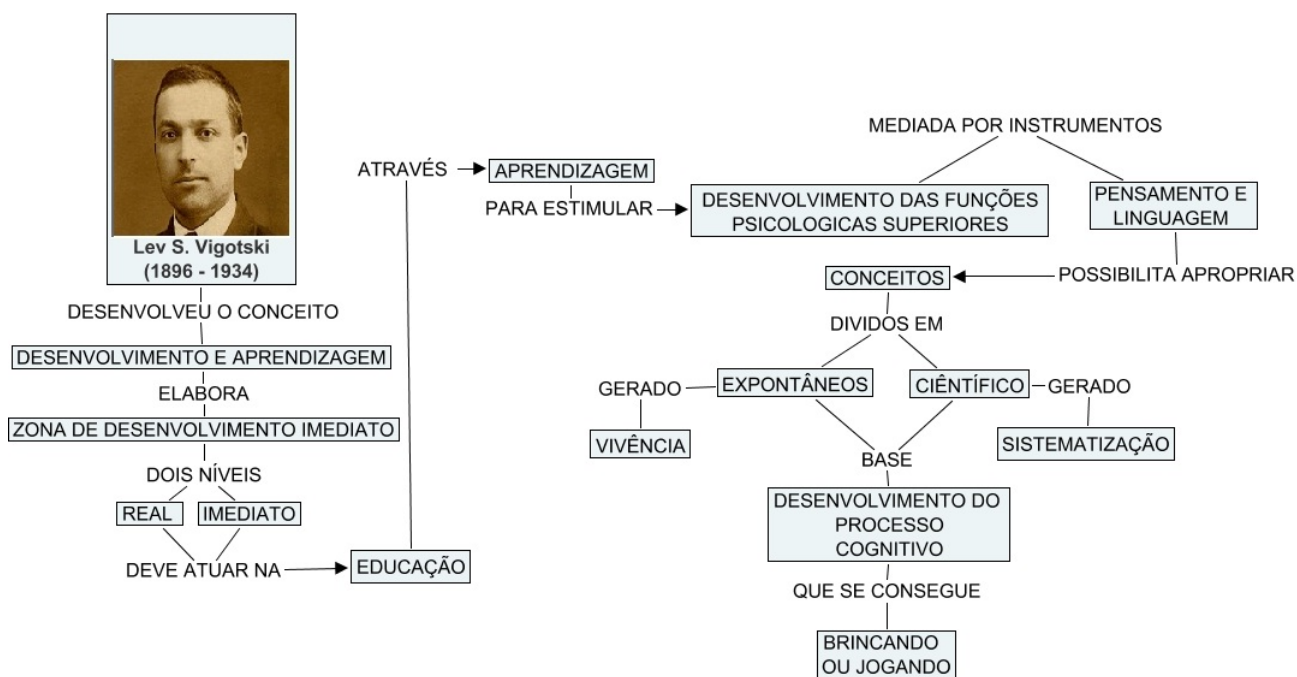 Lev S. Vigotski
(1896 - 1934)
DESENVOLVEU O CONCEITO
DESENVOLVIMENTO E APRENDIZAGEM
ELABORA
ZONA DE DESENVOLVIMENTO IMEDIATO
DOIS NÍVEIS
REAL
IMEDIATO
DEVE ATUAR NA
EDUCAÇÃO
ATRAVÉS
APRENDIZAGEM
PARA ESTIMULAR
DESENVOLVIMENTO DAS FUNÇÕES
PSICOLOGICAS SUPERIORES
MEDIADA POR INSTRUMENTOS
PENSAMENTO E
LINGUAGEM
POSSIBILITA APROPRIAR
CONCEITOS
DIVIDOS EM
EXPONTÂNEOS
GERADO
VIVÊNCIA
CIÊNTÍFICO
GERADO
SISTEMATIZAÇÃO
BASE
DESENVOLVIMENTO DO
PROCESSO
COGNITIVO
QUE SE CONSEGUE
BRINCANDO
OU JOGANDO